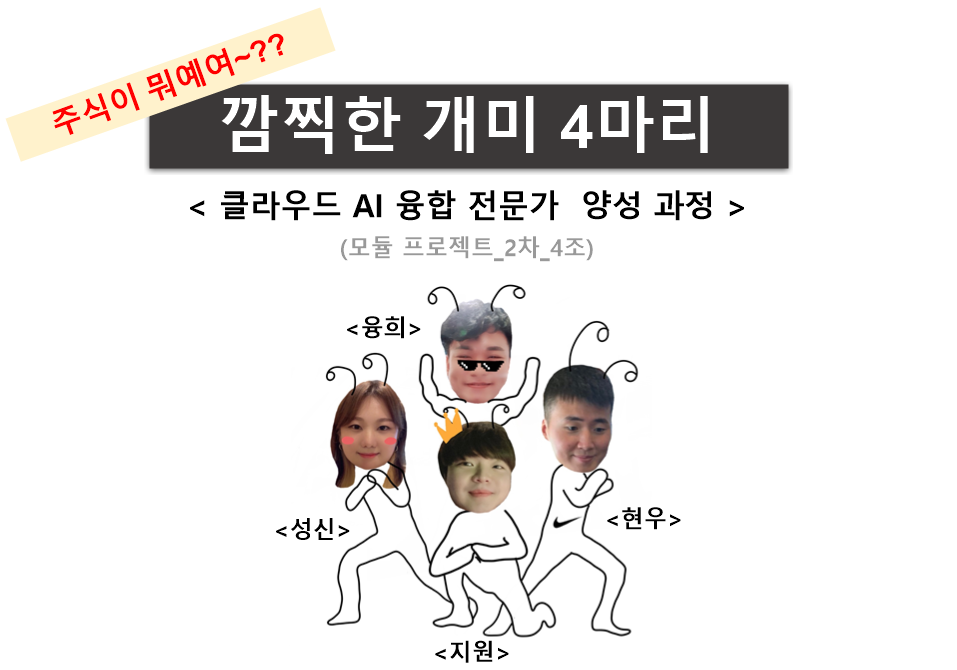 주식이 뭐예여~??
깜찍한 개미 4마리
< 클라우드 AI 융합 전문가 양성 과정 >
(모듈 프로젝트_2차_4조)
<융희>
<성신>
<현우>
<지원>